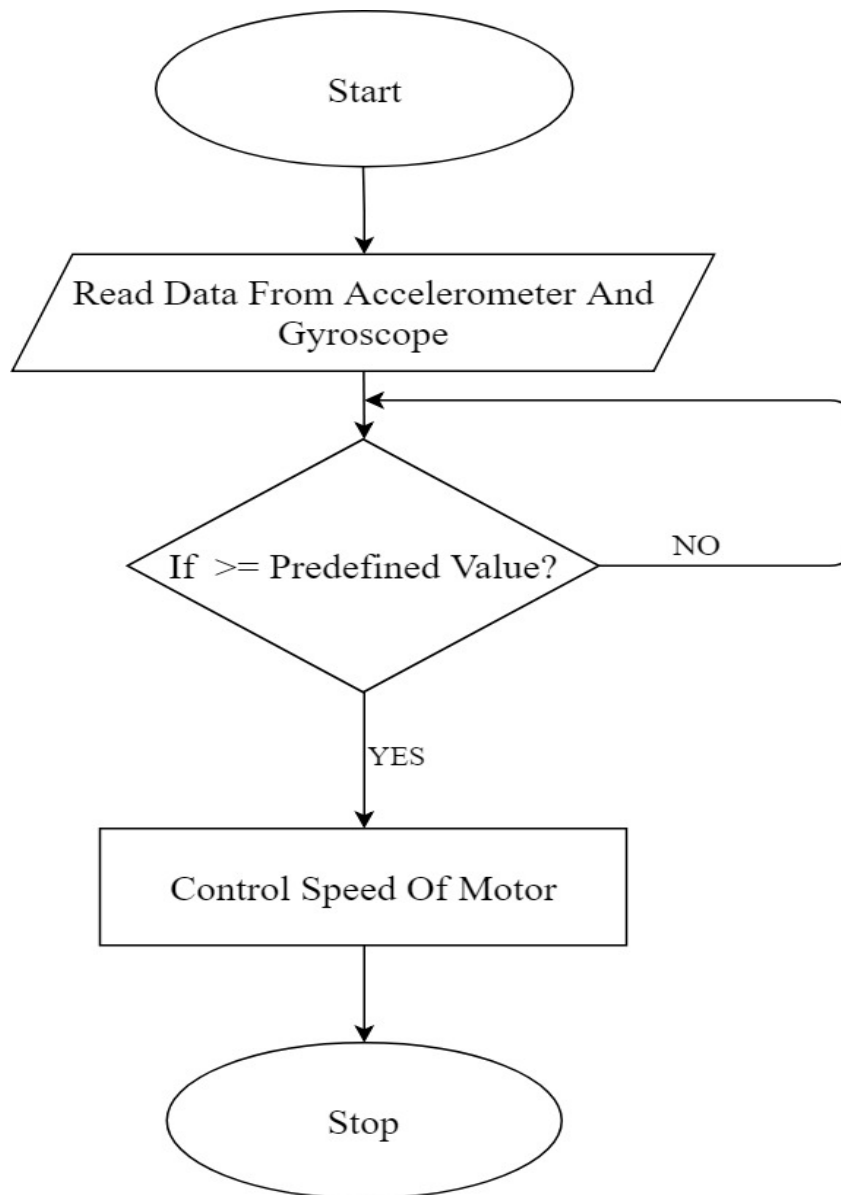 Start
Read Data From Accelerometer And
Gyroscope
If >= Predefined Value?
NO
YES
Control Speed Of Motor
Stop